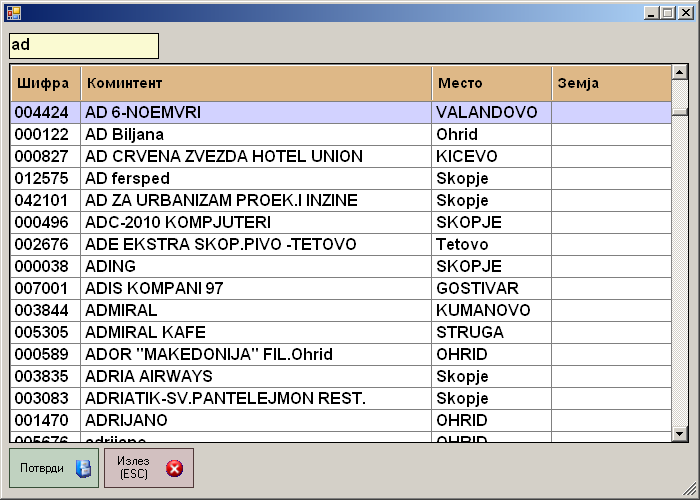 ad
Шифра Коминтент Место Земја
004424 AD 6-NOEMVRI VALANDOVO
000122 AD Biljana Ohrid
000827 AD CRVENA ZVEZDA HOTEL UNION KICEVO
012575 AD fersped Skopje
042101 AD ZA URBANIZAM PROEK.I INZINE Skopje
000496 ADC-2010 KOMPJUTERI SKOPJE
002676 ADE EKSTRA SKOP.PIVO -TETOVO Tetovo
000038 ADING SKOPJE
007001 ADIS KOMPANI 97 GOSTIVAR
003844 ADMIRAL KUMANOVO
005305 ADMIRAL KAFE STRUGA
000589 ADOR "MAKEDONIJA" FIL.Ohrid OHRID
003835 ADRIA AIRWAYS Skopje
003083 ADRIATIK-SV.PANTELEJMON REST. Skopje
001470 ADRIJANO OHRID
005676 adrijano OHRID
Потврди
Излез
(ESC)